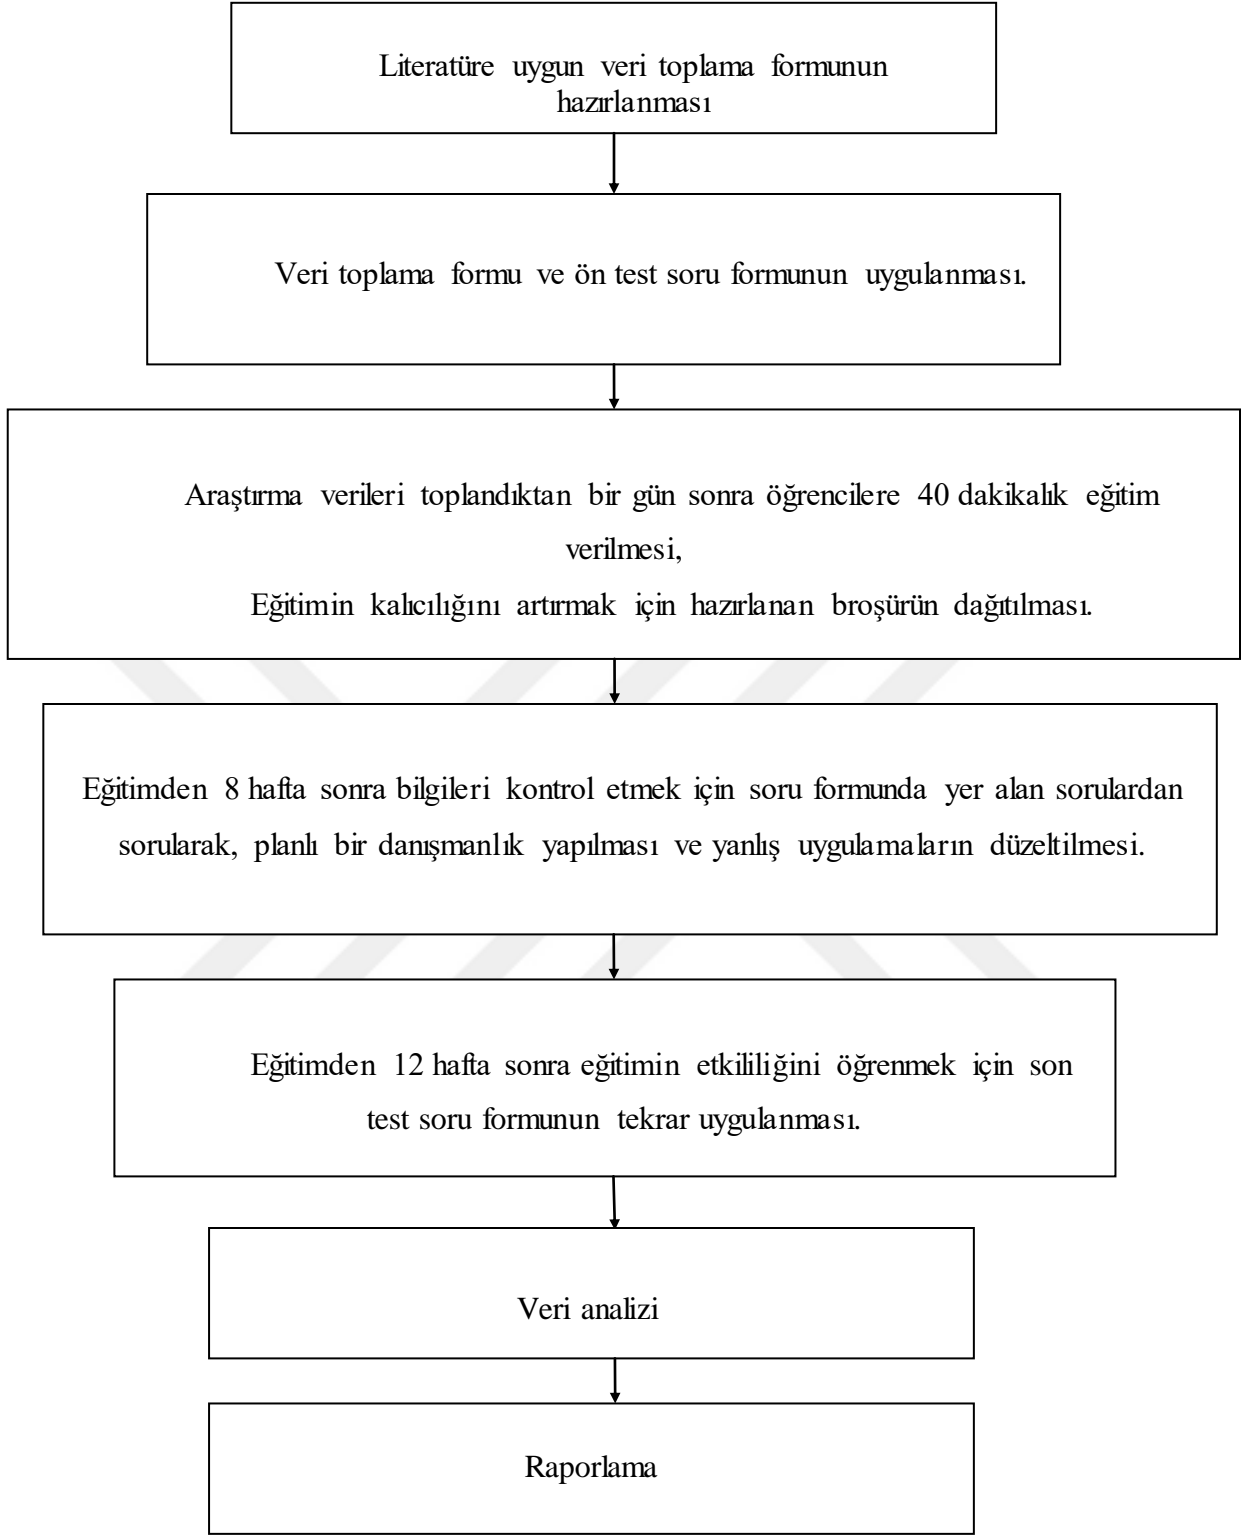 Literatüre uygun veri toplama formunun
hazırlanması
Veri toplama formu ve ön test soru formunun uygulanması.
Araştırma verileri toplandıktan bir gün sonra öğrencilere 40 dakikalık eğitim
verilmesi,
Eğitimin kalıcılığını artırmak için hazırlanan broşürün dağıtılması.
Eğitimden 8 hafta sonra bilgileri kontrol etmek için soru formunda yer alan sorulardan
sorularak, planlı bir danışmanlık yapılması ve yanlış uygulamaların düzeltilmesi.
Eğitimden 12 hafta sonra eğitimin etkililiğini öğrenmek için son
test soru formunun tekrar uygulanması.
Veri analizi
Raporlama